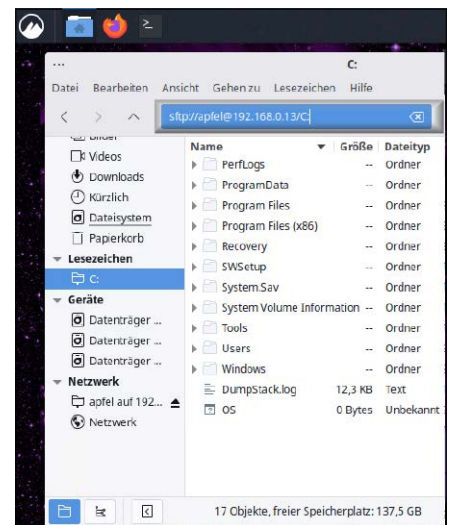 C:
Datei Bearbeiten Ansicht Gehen zu Lesezeichen Hilfe
sftp://apfel@192.168.0.13/C:
Bilder
Videos
Downloads
Kürzlich
Dateisystem
Papierkorb
Lesezeichen
C:
Geräte
Datenträger ...
Datenträger ...
Datenträger ...
Netzwerk
apfel auf 192...
Netzwerk
Name Größe Dateityp
PerfLogs -- Ordner
ProgramData -- Ordner
Program Files -- Ordner
Program Files (x86) -- Ordner
Recovery -- Ordner
SWSetup -- Ordner
System.Sav -- Ordner
System Volume Information -- Ordner
Tools -- Ordner
Users -- Ordner
Windows -- Ordner
DumpStack.log 12,3 KB Text
OS 0 Bytes Unbekannt
17 Objekte, freier Speicherplatz: 137,5 GB